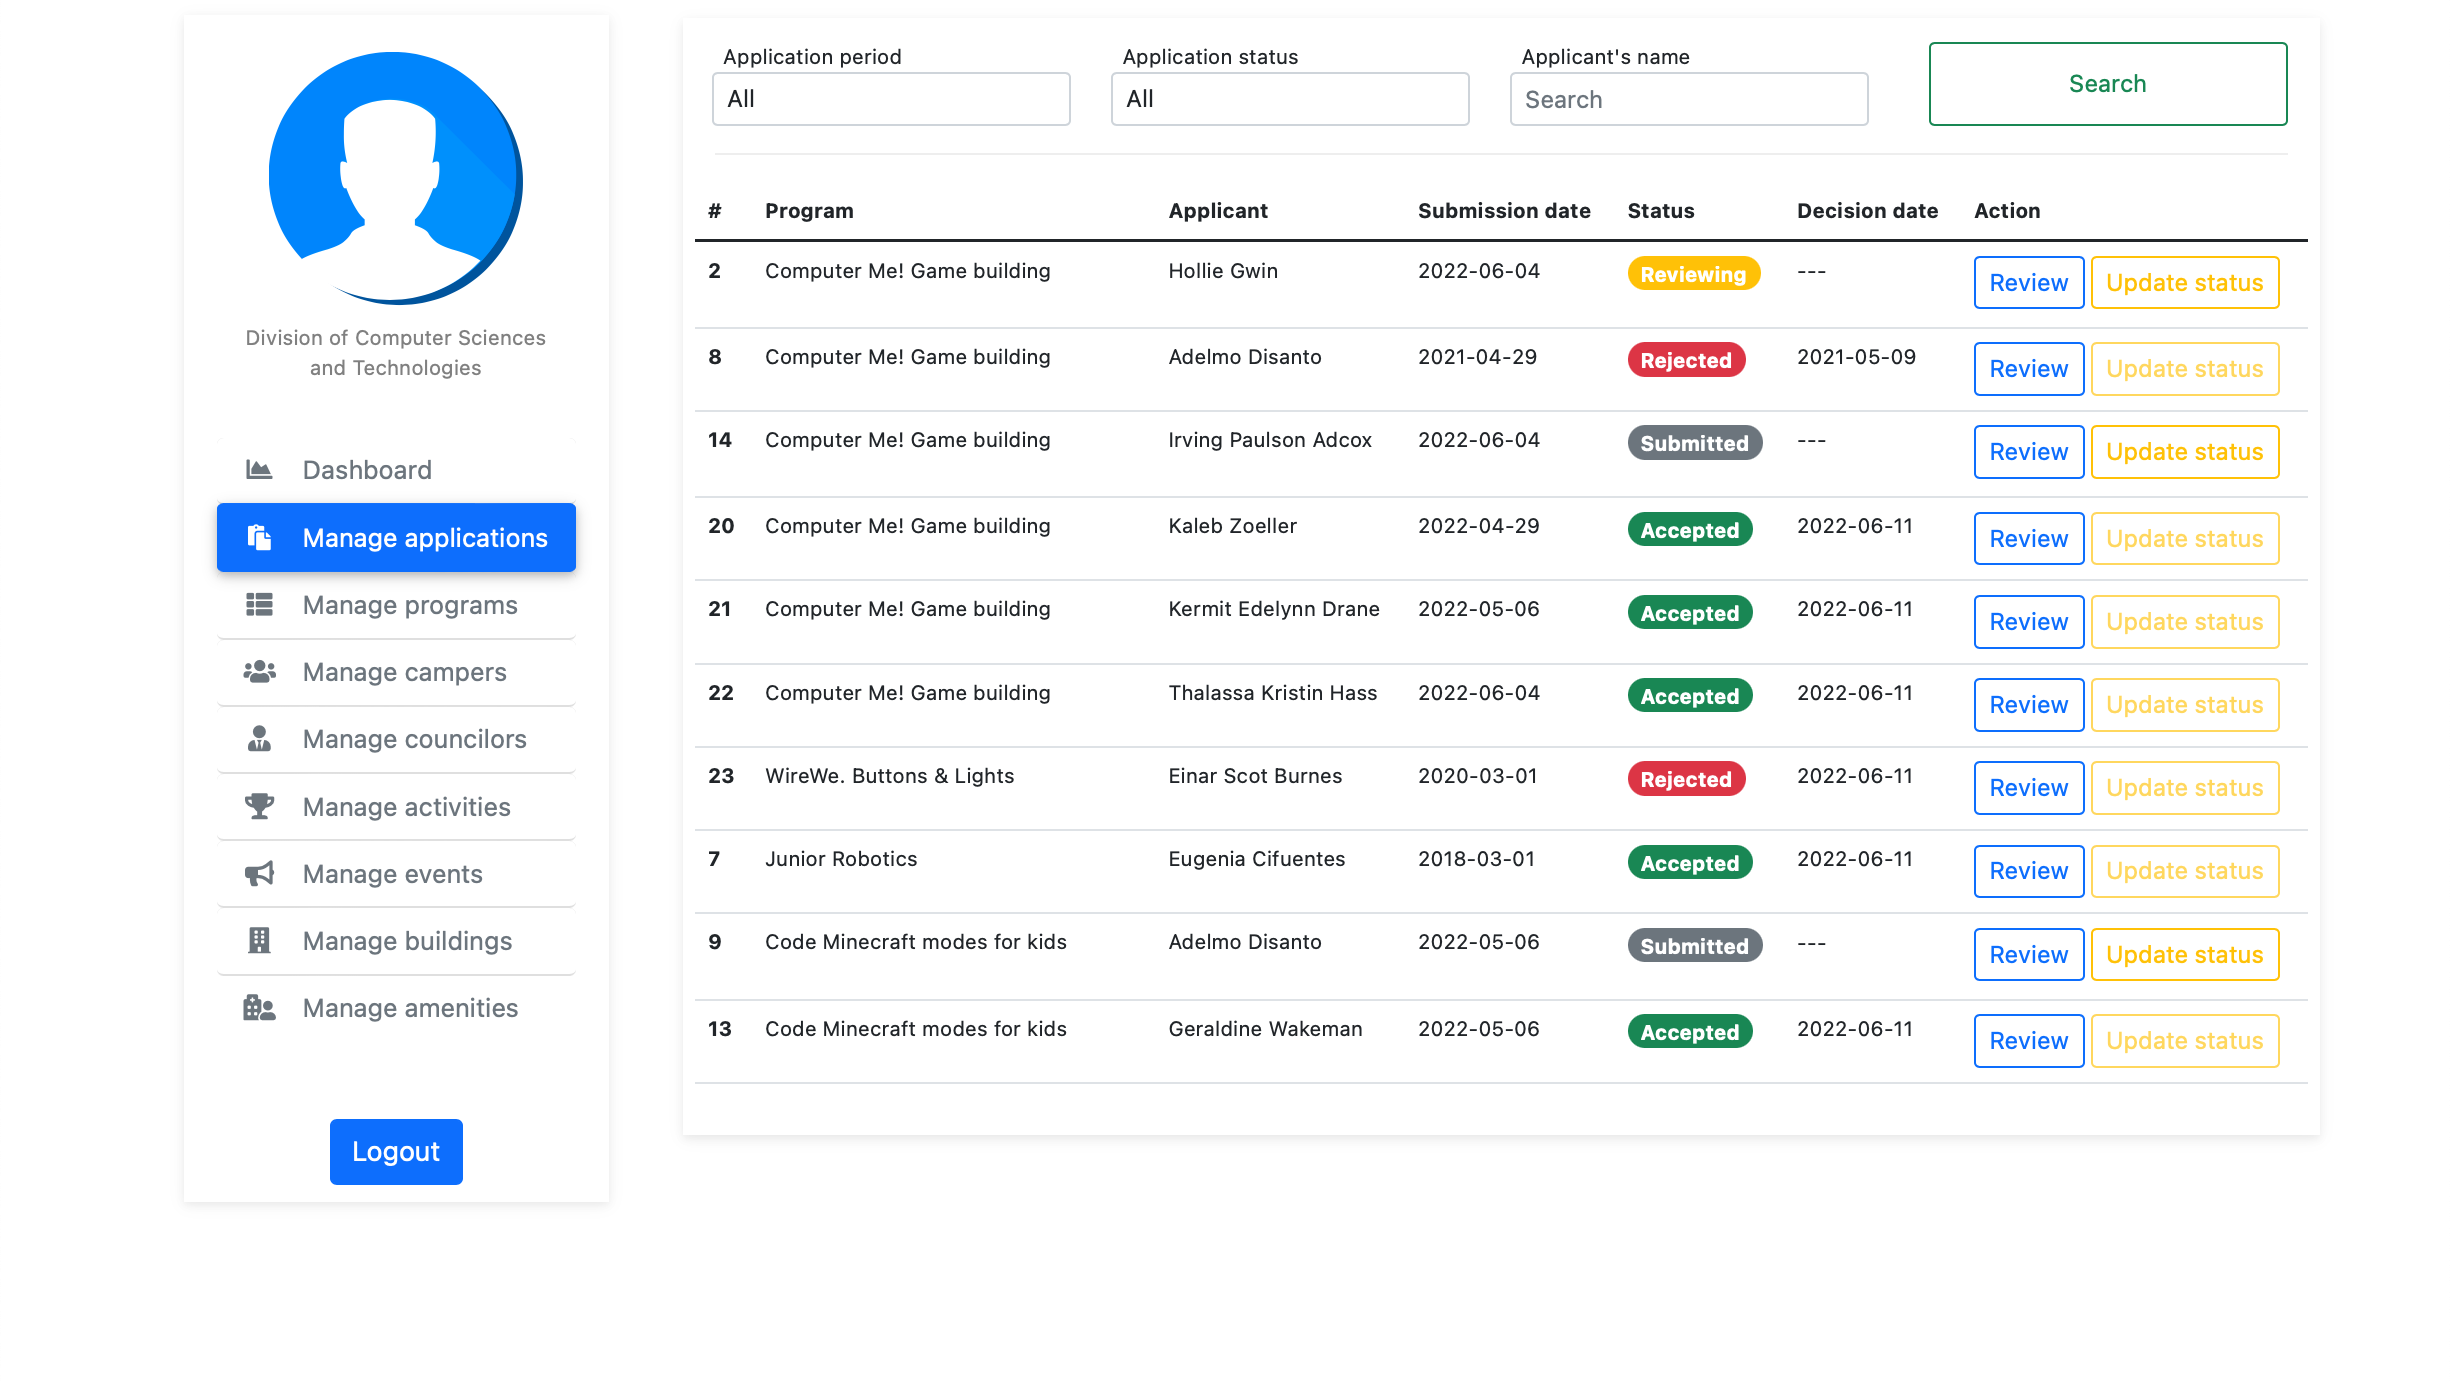 Division of Computer Sciences
and Technologies
Dashboard
Manage applications
Manage programs
Manage campers
Manage councilors
Manage activities
Manage events
Manage buildings
Manage amenities
Logout
Application period Application status Applicant's name
All All Search Search
# Program Applicant Submission date Status Decision date Action
2 Computer Me! Game building Hollie Gwin 2022-06-04 Reviewing --- Review Update status
8 Computer Me! Game building Adelmo Disanto 2021-04-29 Rejected 2021-05-09 Review Update status
14 Computer Me! Game building Irving Paulson Adcox 2022-06-04 Submitted --- Review Update status
20 Computer Me! Game building Kaleb Zoeller 2022-04-29 Accepted 2022-06-11 Review Update status
21 Computer Me! Game building Kermit Edelynn Drane 2022-05-06 Accepted 2022-06-11 Review Update status
22 Computer Me! Game building Thalassa Kristin Hass 2022-06-04 Accepted 2022-06-11 Review Update status
23 WireWe. Buttons & Lights Einar Scot Burnes 2020-03-01 Rejected 2022-06-11 Review Update status
7 Junior Robotics Eugenia Cifuentes 2018-03-01 Accepted 2022-06-11 Review Update status
9 Code Minecraft modes for kids Adelmo Disanto 2022-05-06 Submitted --- Review Update status
13 Code Minecraft modes for kids Geraldine Wakeman 2022-05-06 Accepted 2022-06-11 Review Update status